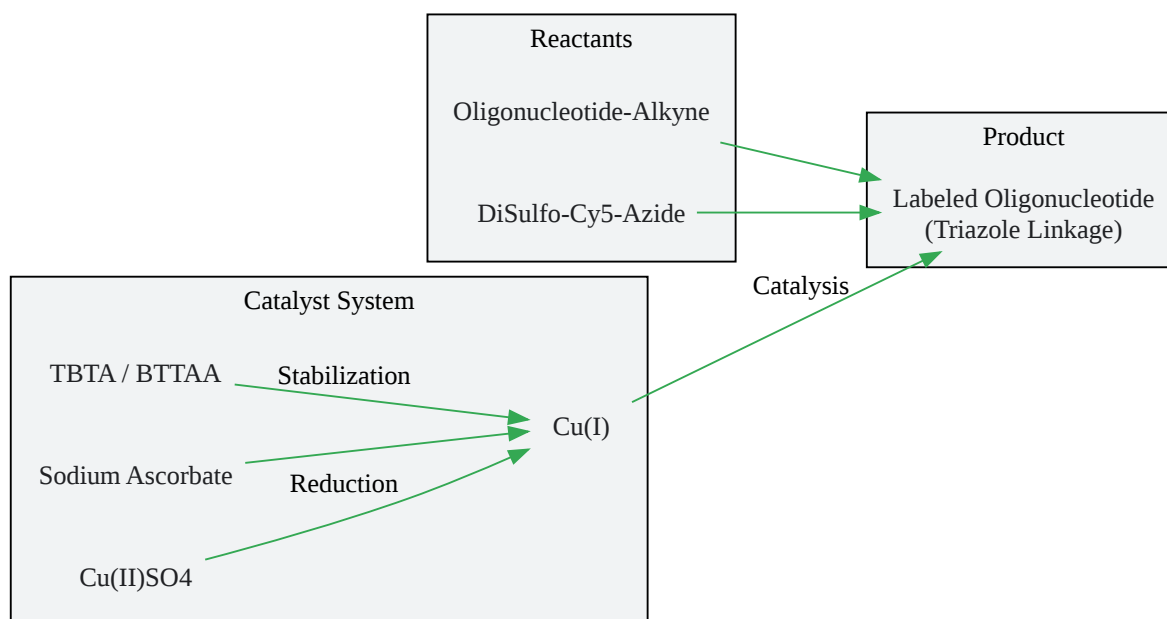 Reactants
Oligonucleotide-Alkyne
DiSulfo-Cy5-Azide
Product
Labeled Oligonucleotide
(Triazole Linkage)
Catalysis
Catalyst System
TBTA / BTTAA
Stabilization
Cu(I)
Sodium Ascorbate
Reduction
Cu(II)SO4